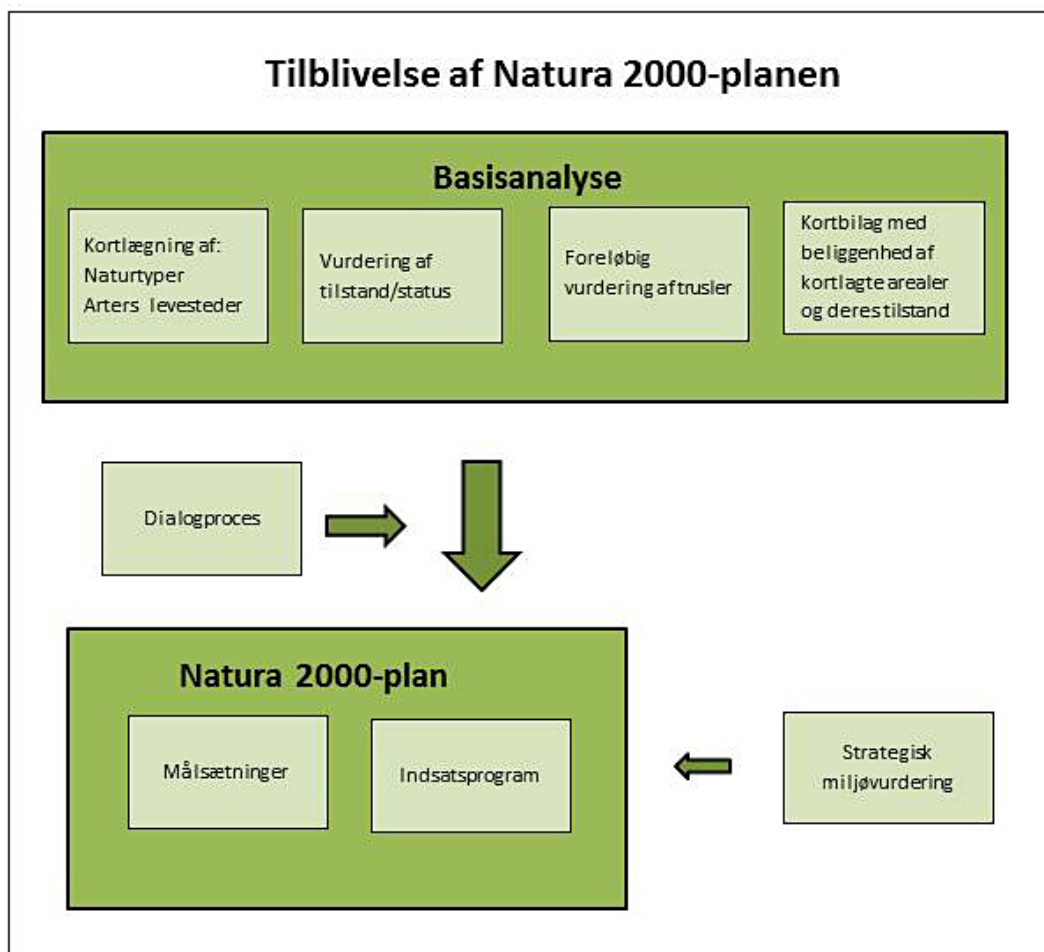 Tilblivelse af Natura 2000-planen
Basisanalyse
Kortlægning af:
Naturtyper
Arters levesteder
Vurdering af
tilstand/status
Foreløbig
vurdering af trusler
Kortbilag med
beliggenhed af
kortlagte arealer
og deres tilstand
Dialogproces
Natura 2000-plan
Målsætninger
Indsatsprogram
Strategisk
miljøvurdering